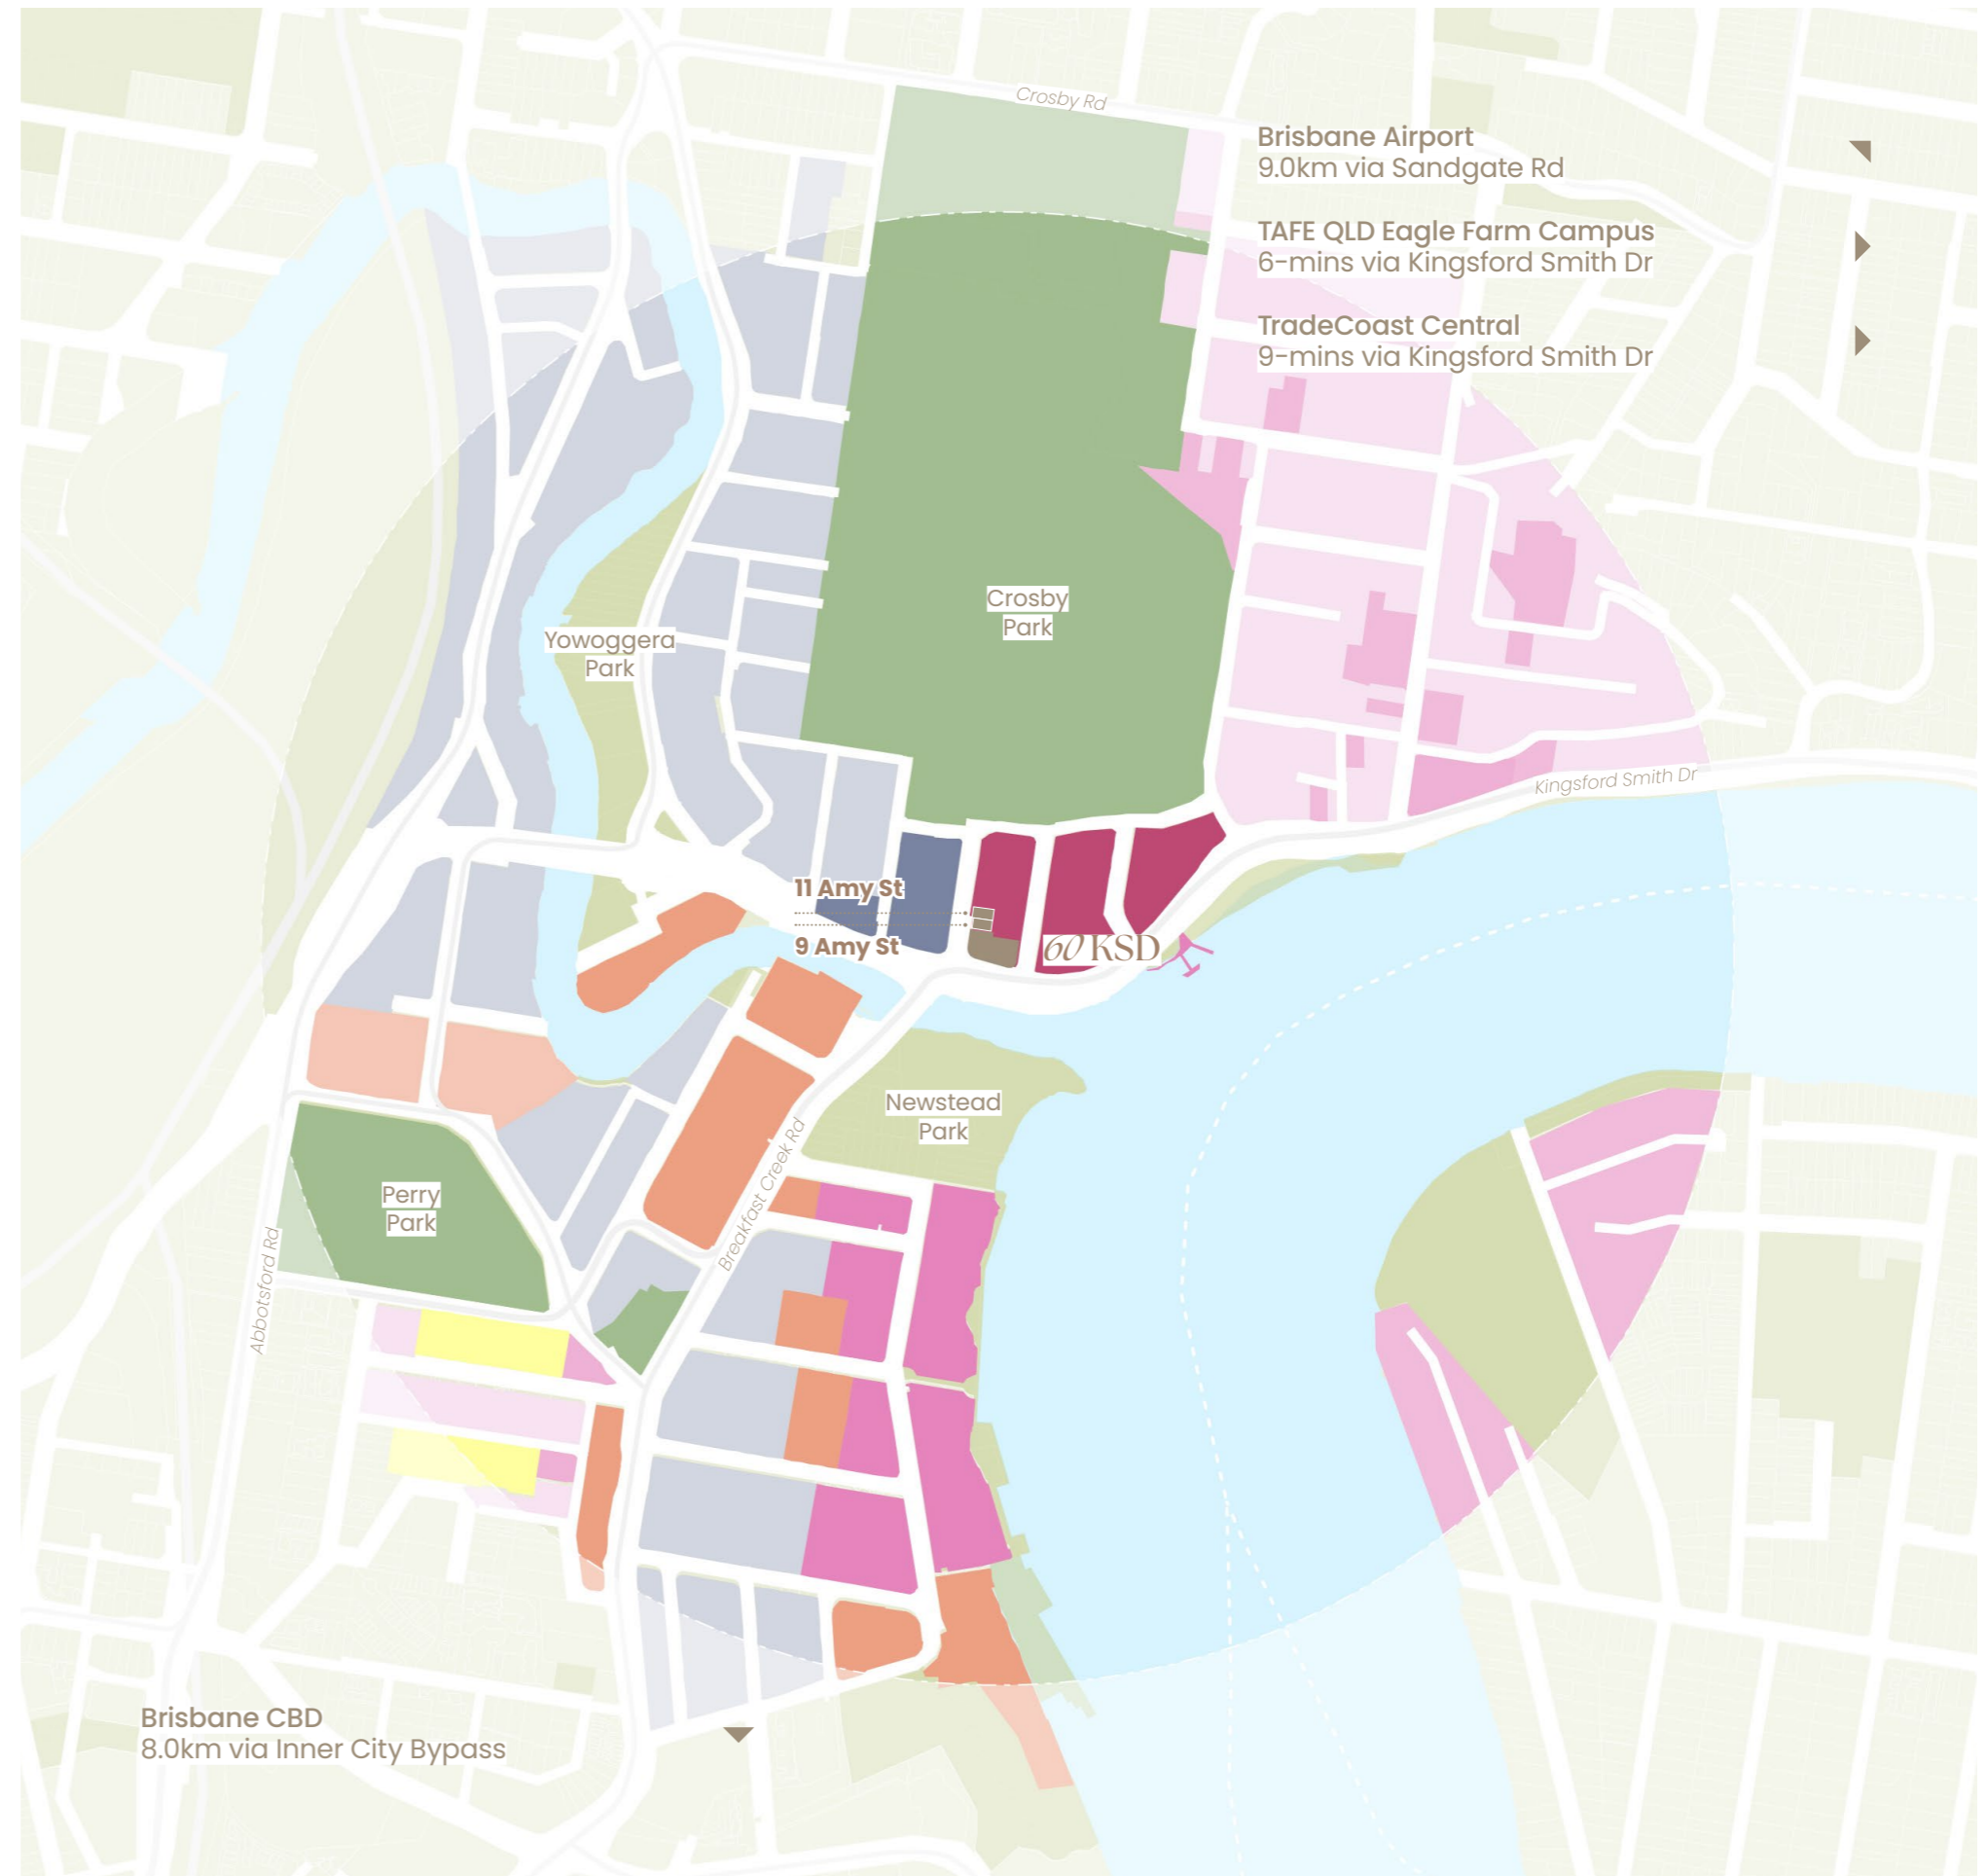 Crosby Rd
Brisbane Airport
9.0km via Sandgate Rd
TAFE QLD Eagle Farm Campus
6-mins via Kingsford Smith Dr
TradeCoast Central
9-mins via Kingsford Smith Dr
Crosby
Park
Yowoggera
Park
Kingsford Smith Dr
11 Amy St
9 Amy St
60 KSD
Newstead
Park
Breakfast Creek Rd
Perry
Park
Abbotsford Rd
Brisbane CBD
8.0km via Inner City Bypass